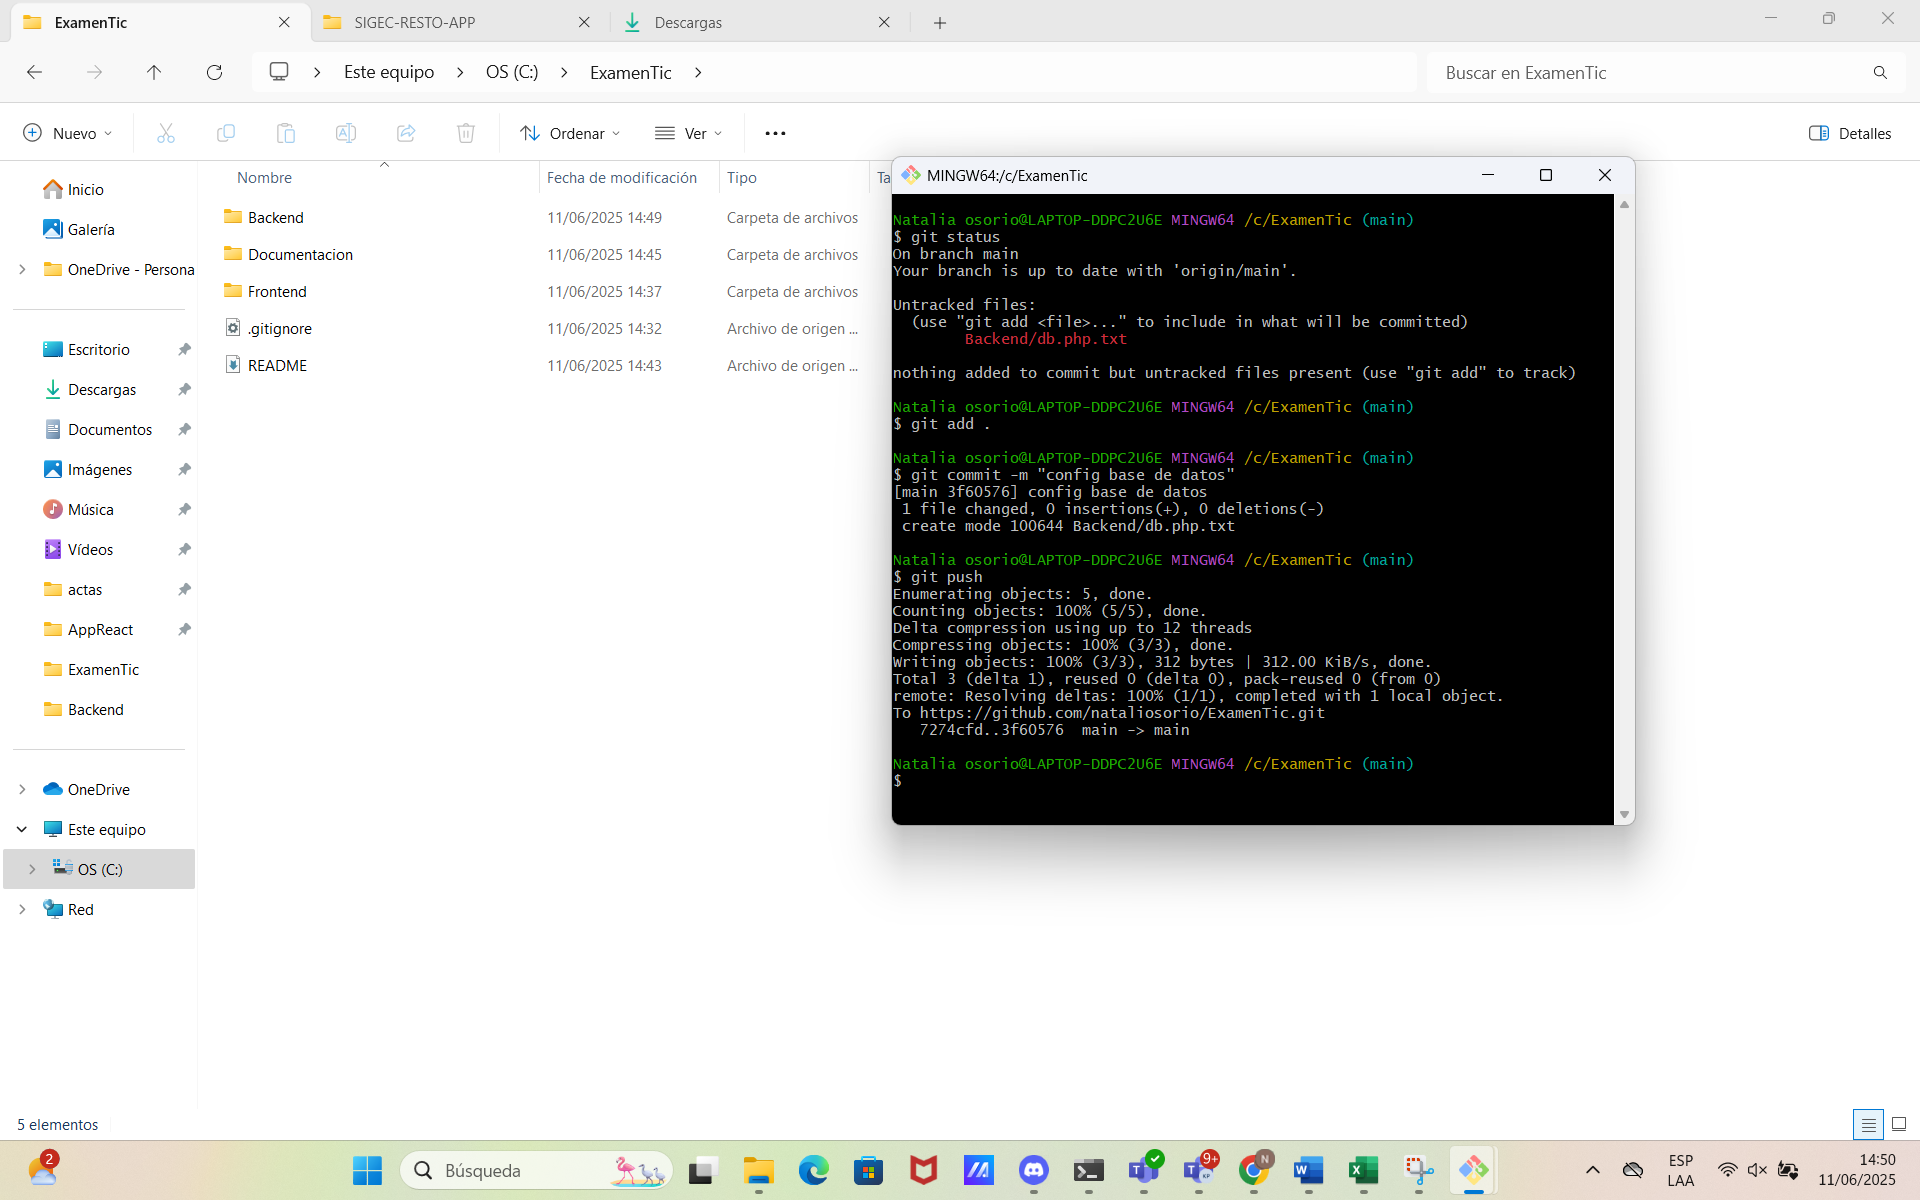 ExamenTic
SIGEC-RESTO-APP
Descargas
Este equipo
OS (C:)
ExamenTic
Buscar en ExamenTic
Nuevo
Ordenar
Ver
Detalles
Inicio
Galería
OneDrive - Persona
Escritorio
Descargas
Documentos
Imágenes
Música
Vídeos
actas
AppReact
ExamenTic
Backend
OneDrive
Este equipo
OS (C:)
Red
Nombre
Fecha de modificación
Tipo
Ta
Backend 11/06/2025 14:49 Carpeta de archivos
Documentacion 11/06/2025 14:45 Carpeta de archivos
Frontend 11/06/2025 14:37 Carpeta de archivos
.gitignore 11/06/2025 14:32 Archivo de origen ...
README 11/06/2025 14:43 Archivo de origen ...
MINGW64:/c/ExamenTic
Natalia osorio@LAPTOP-DDPC2U6E MINGW64 /c/ExamenTic (main)
$ git status
On branch main
Your branch is up to date with 'origin/main'.
Untracked files:
(use "git add <file>..." to include in what will be committed)
Backend/db.php.txt
nothing added to commit but untracked files present (use "git add" to track)
Natalia osorio@LAPTOP-DDPC2U6E MINGW64 /c/ExamenTic (main)
$ git add .
Natalia osorio@LAPTOP-DDPC2U6E MINGW64 /c/ExamenTic (main)
$ git commit -m "config base de datos"
[main 3f60576] config base de datos
1 file changed, 0 insertions(+), 0 deletions(-)
create mode 100644 Backend/db.php.txt
Natalia osorio@LAPTOP-DDPC2U6E MINGW64 /c/ExamenTic (main)
$ git push
Enumerating objects: 5, done.
Counting objects: 100% (5/5), done.
Delta compression using up to 12 threads
Compressing objects: 100% (3/3), done.
Writing objects: 100% (3/3), 312 bytes | 312.00 KiB/s, done.
Total 3 (delta 1), reused 0 (delta 0), pack-reused 0 (from 0)
remote: Resolving deltas: 100% (1/1), completed with 1 local object.
To https://github.com/nataliosorio/ExamenTic.git
7274cfd..3f60576 main -> main
Natalia osorio@LAPTOP-DDPC2U6E MINGW64 /c/ExamenTic (main)
$
5 elementos
2
Búsqueda
9+
N
ESP
LAA
14:50
11/06/2025